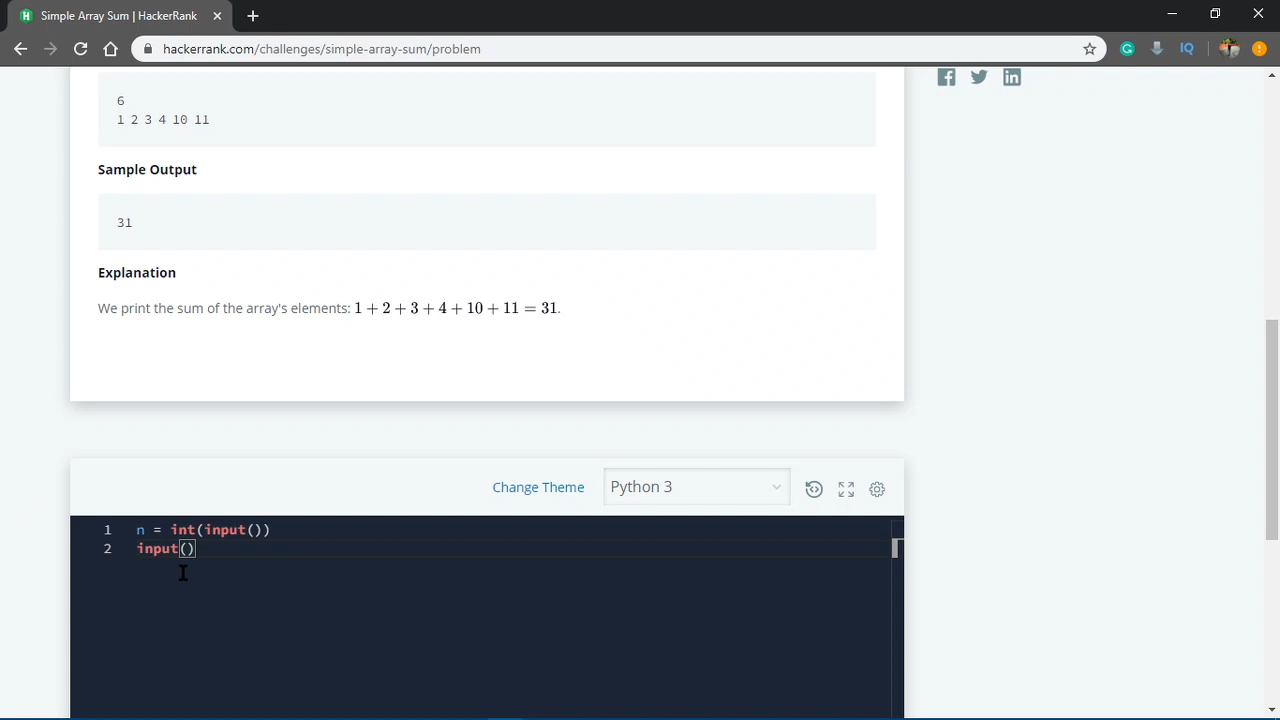 Simple Array Sum | HackerRank
hackerrank.com/challenges/simple-array-sum/problem
6
1 2 3 4 10 11
Sample Output
31
Explanation
We print the sum of the array's elements: 1 + 2 + 3 + 4 + 10 + 11 = 31.
Change Theme
Python 3
1 n = int(input())
2 input()